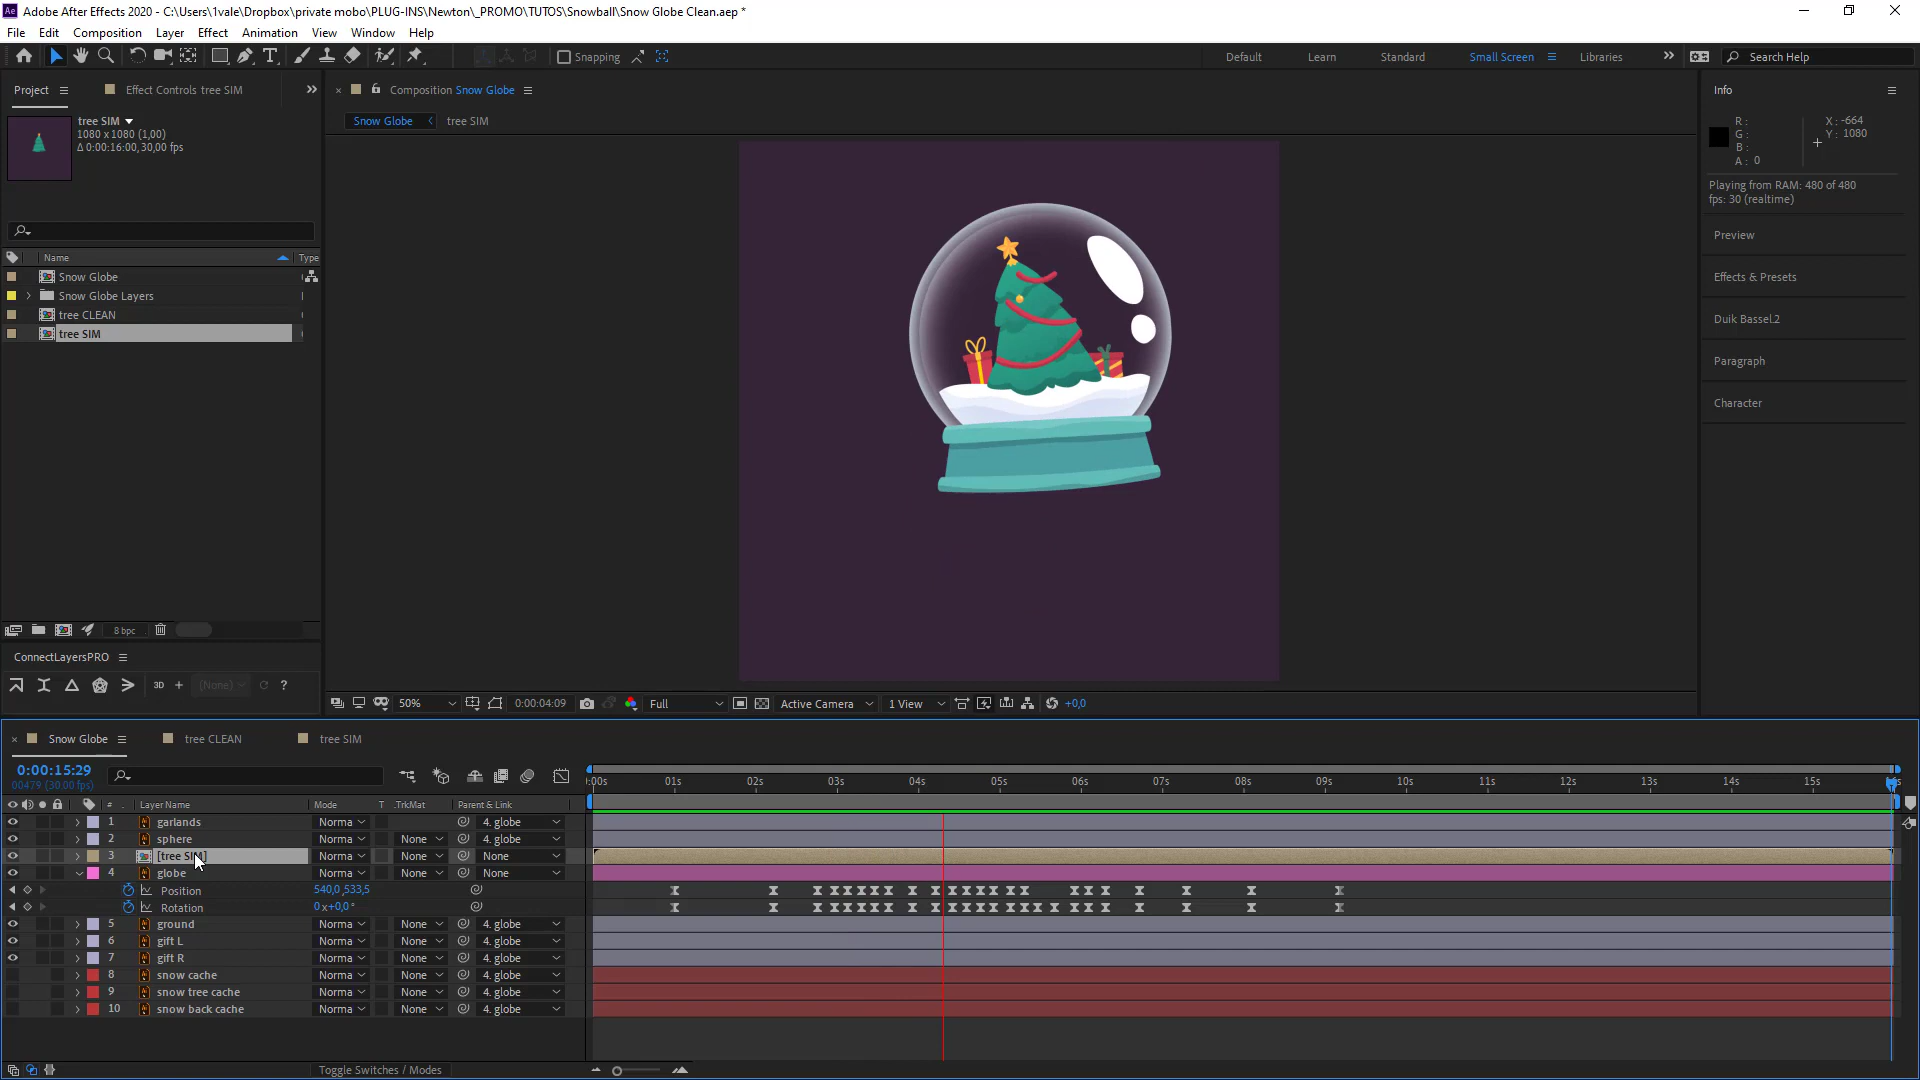 Adobe After Effects 2020 - C:\Users\1vale\Dropbox\private mobo\PLUG-INS\Newton\_PROMO\TUTOS\Snowball\Snow Globe Clean.aep *
File Edit Composition Layer Effect Animation View Window Help
Snapping Default Learn Standard Small Screen Libraries Search Help
Project Effect Controls tree SIM Composition Snow Globe Info
tree SIM
1080 x 1080 (1,00)
Δ 0:00:16:00, 30,00 fps
Snow Globe tree SIM
R :
G :
B :
A : 0
X : -664
Y : 1080
Playing from RAM: 480 of 480
fps: 30 (realtime)
Preview
Effects & Presets
Duik Bassel.2
Paragraph
Character
Name Type
Snow Globe
Snow Globe Layers
tree CLEAN
tree SIM
8 bpc
ConnectLayersPRO
3D + (None) ?
50% 0:00:04:09 Full Active Camera 1 View +0,0
Snow Globe tree CLEAN tree SIM
0:00:15:29
00479 (30.00 fps)
:00s 01s 02s 03s 04s 05s 06s 07s 08s 09s 10s 11s 12s 13s 14s 15s
# Layer Name Mode T .TrkMat Parent & Link
1 garlands Norma 4. globe
2 sphere Norma None 4. globe
3 [tree SIM] Norma None None
4 globe Norma None None
Position 540,0,533,5
Rotation 0x+0,0°
5 ground Norma None 4. globe
6 gift L Norma None 4. globe
7 gift R Norma None 4. globe
8 snow cache Norma None 4. globe
9 snow tree cache Norma None 4. globe
10 snow back cache Norma None 4. globe
Toggle Switches / Modes